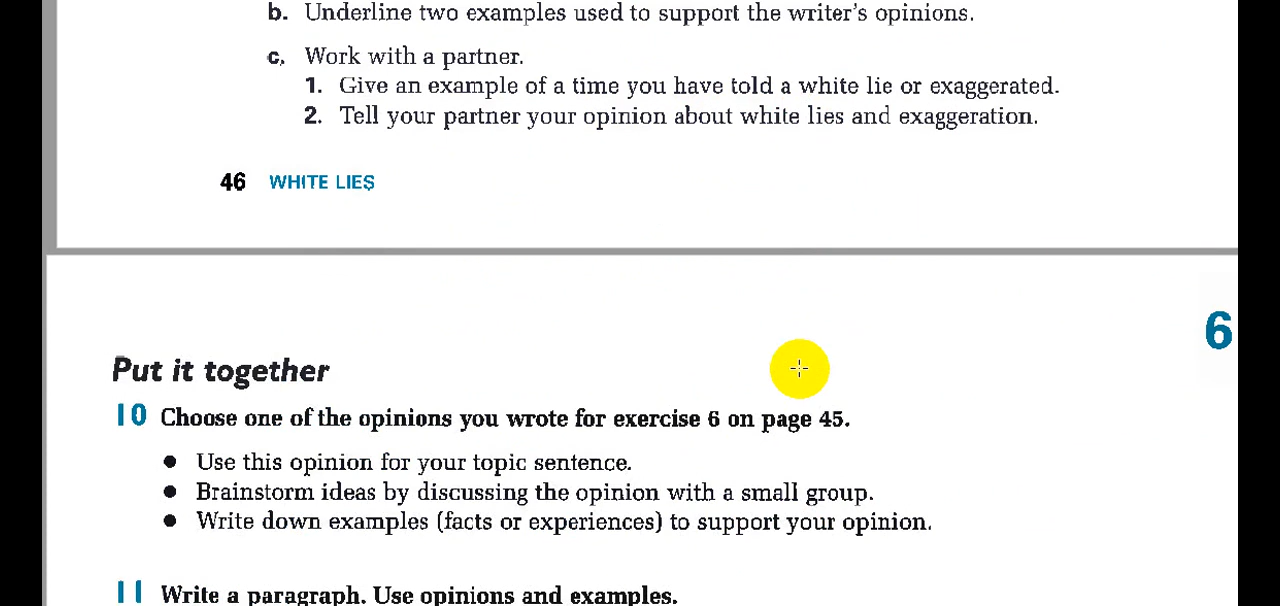 b. Underline two examples used to support the writer's opinions.
c. Work with a partner.
1. Give an example of a time you have told a white lie or exaggerated.
2. Tell your partner your opinion about white lies and exaggeration.
46 WHITE LIES
6
Put it together
10 Choose one of the opinions you wrote for exercise 6 on page 45.
● Use this opinion for your topic sentence.
● Brainstorm ideas by discussing the opinion with a small group.
● Write down examples (facts or experiences) to support your opinion.
11 Write a paragraph. Use opinions and examples.